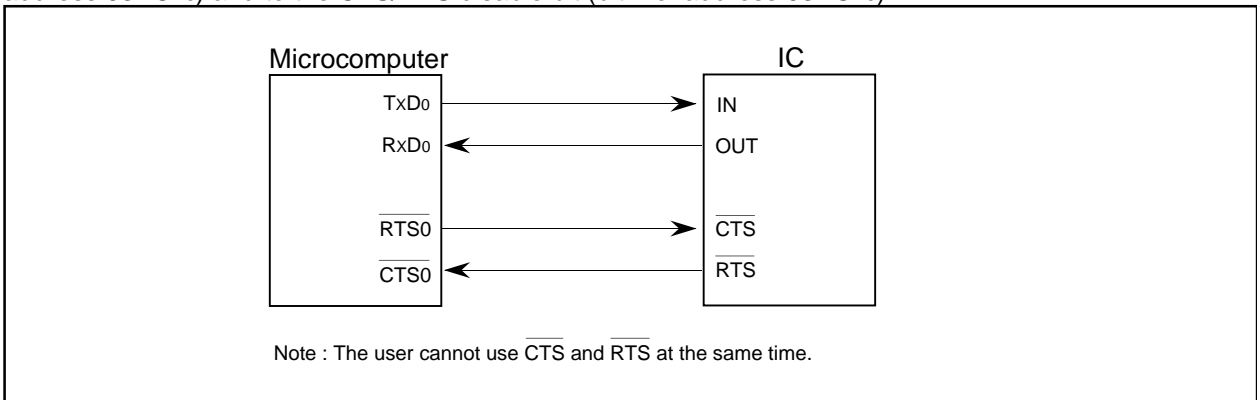 Microcomputer IC
TxD0 IN
RxD0 OUT
RTS0 CTS
CTS0 RTS
Note : The user cannot use CTS and RTS at the same time.